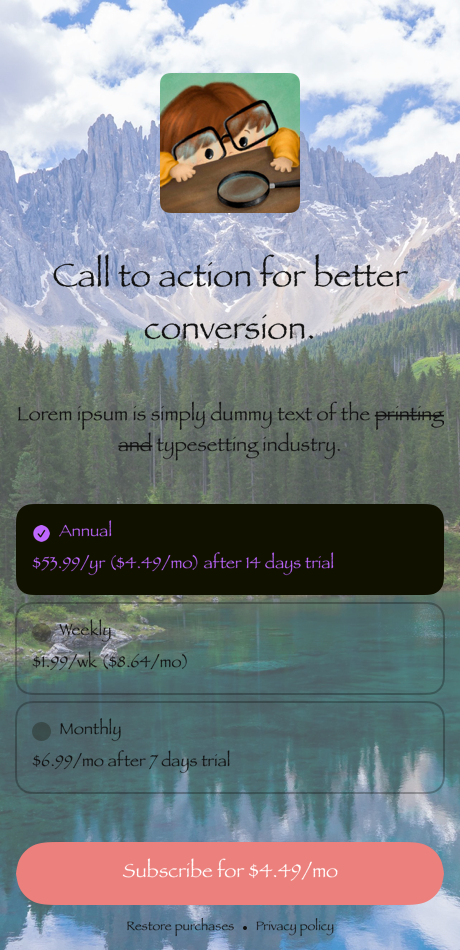 Call to action for better
conversion.
Lorem ipsum is simply dummy text of the printing
and typesetting industry.
Annual
$53.99/yr ($4.49/mo) after 14 days trial
Weekly
$1.99/wk ($8.64/mo)
Monthly
$6.99/mo after 7 days trial
Subscribe for $4.49/mo
Restore purchases • Privacy policy